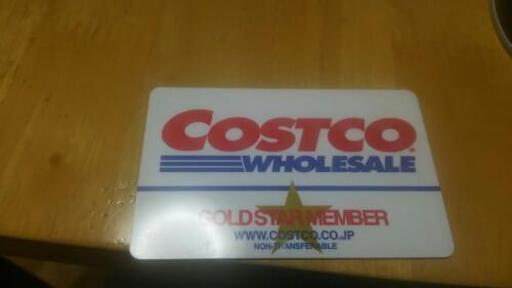 COSTCO
WHOLESALE
GOLD STAR MEMBER
WWW.COSTCO.CO.JP
NON-TRANSFERABLE